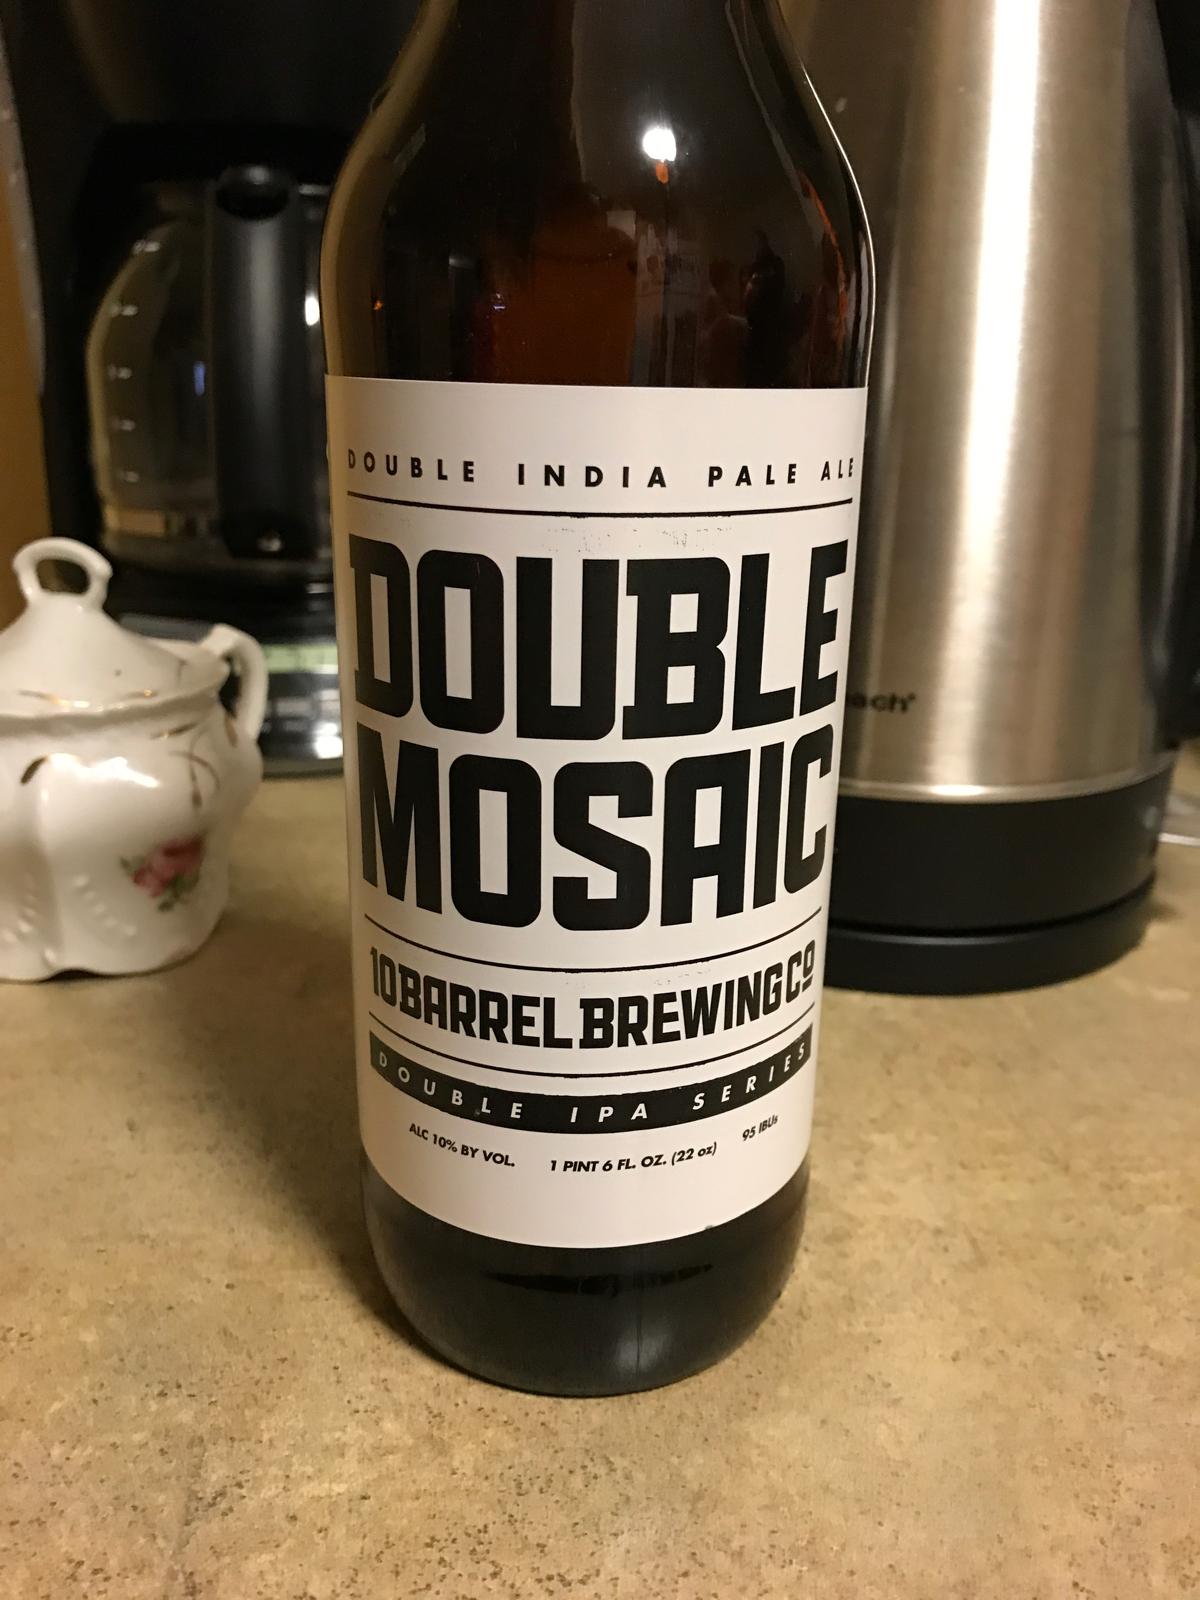 DOUBLE INDIA PALE ALE
DOUBLE
MOSAIC
10 BARREL BREWING CO
DOUBLE IPA SERIES
ALC 10% BY VOL. 1 PINT 6 FL. OZ. (22 oz) 95 IBUs